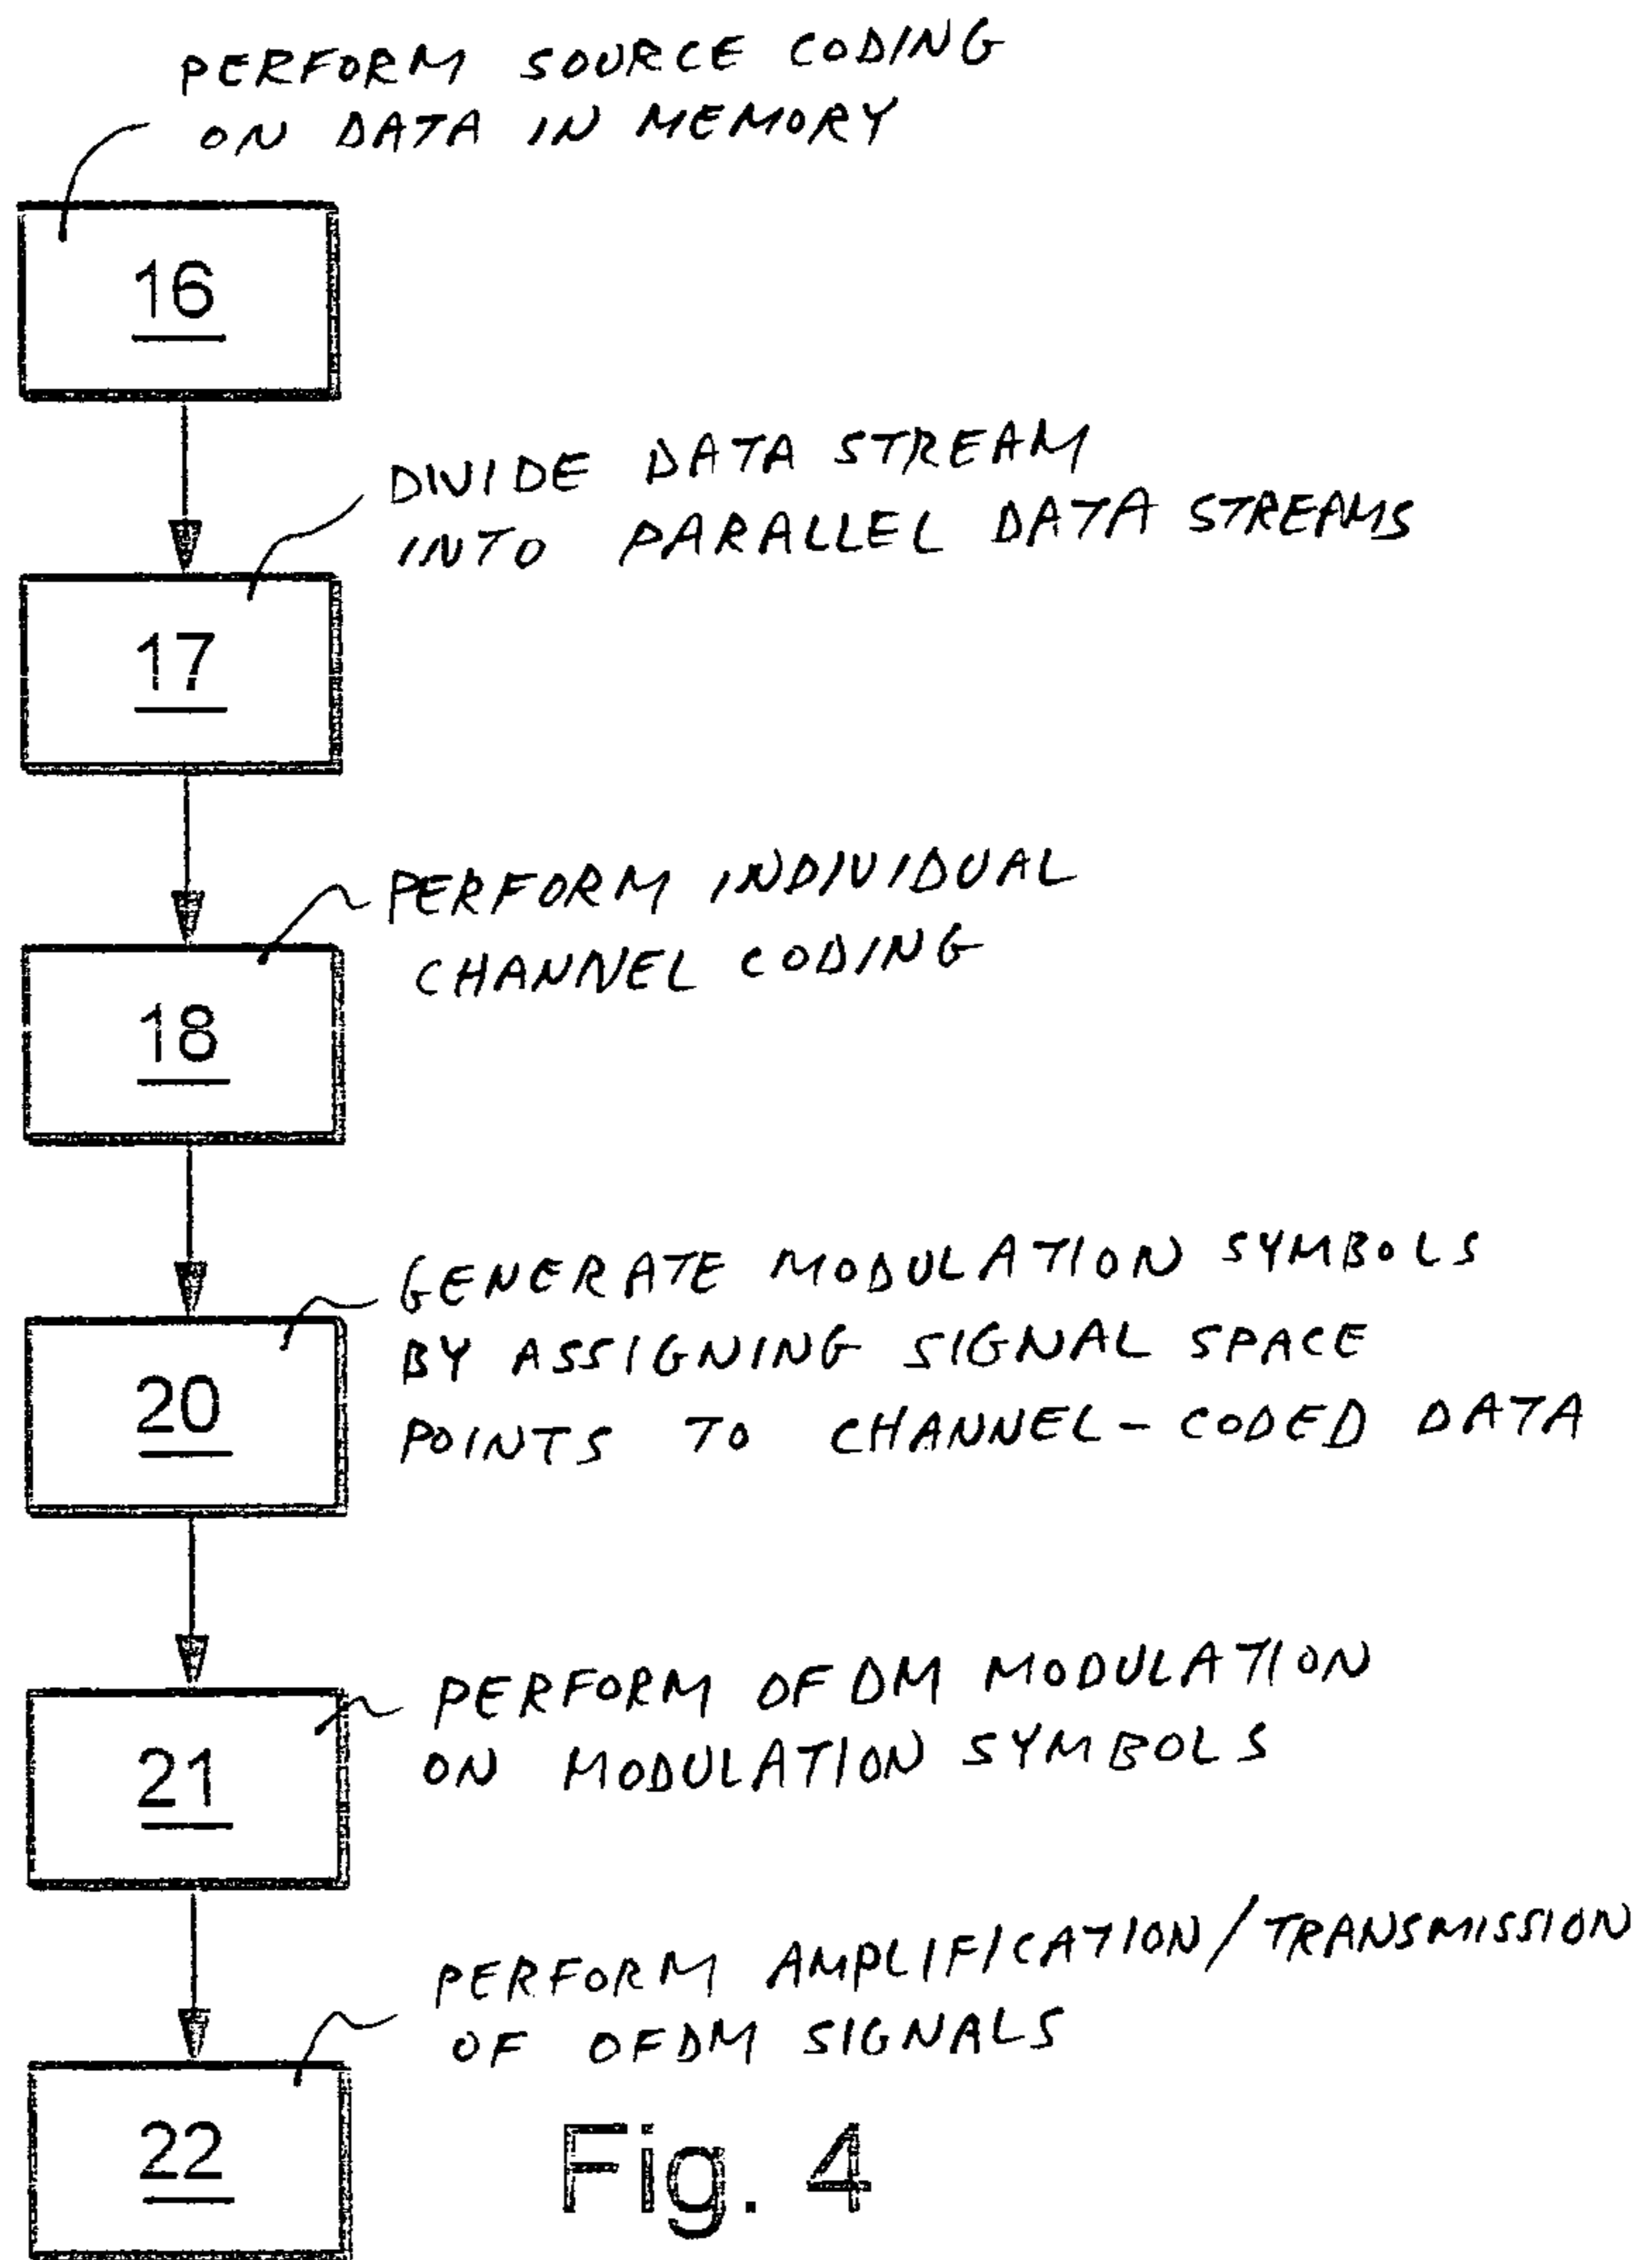 PERFORM SOURCE CODING
ON DATA IN MEMORY
16
DIVIDE DATA STREAM
INTO PARALLEL DATA STREAMS
17
PERFORM INDIVIDUAL
CHANNEL CODING
18
GENERATE MODULATION SYMBOLS
BY ASSIGNING SIGNAL SPACE
POINTS TO CHANNEL-CODED DATA
20
PERFORM OFDM MODULATION
ON MODULATION SYMBOLS
21
PERFORM AMPLIFICATION/TRANSMISSION
OF OFDM SIGNALS
22
Fig. 4